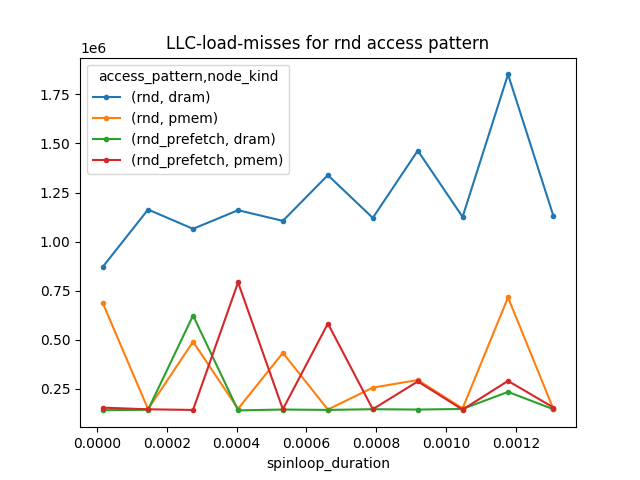 LLC-load-misses for rnd access pattern
1e6
access_pattern,node_kind
(rnd, dram)
(rnd, pmem)
(rnd_prefetch, dram)
(rnd_prefetch, pmem)
1.75
1.50
1.25
1.00
0.75
0.50
0.25
0.0000 0.0002 0.0004 0.0006 0.0008 0.0010 0.0012
spinloop_duration